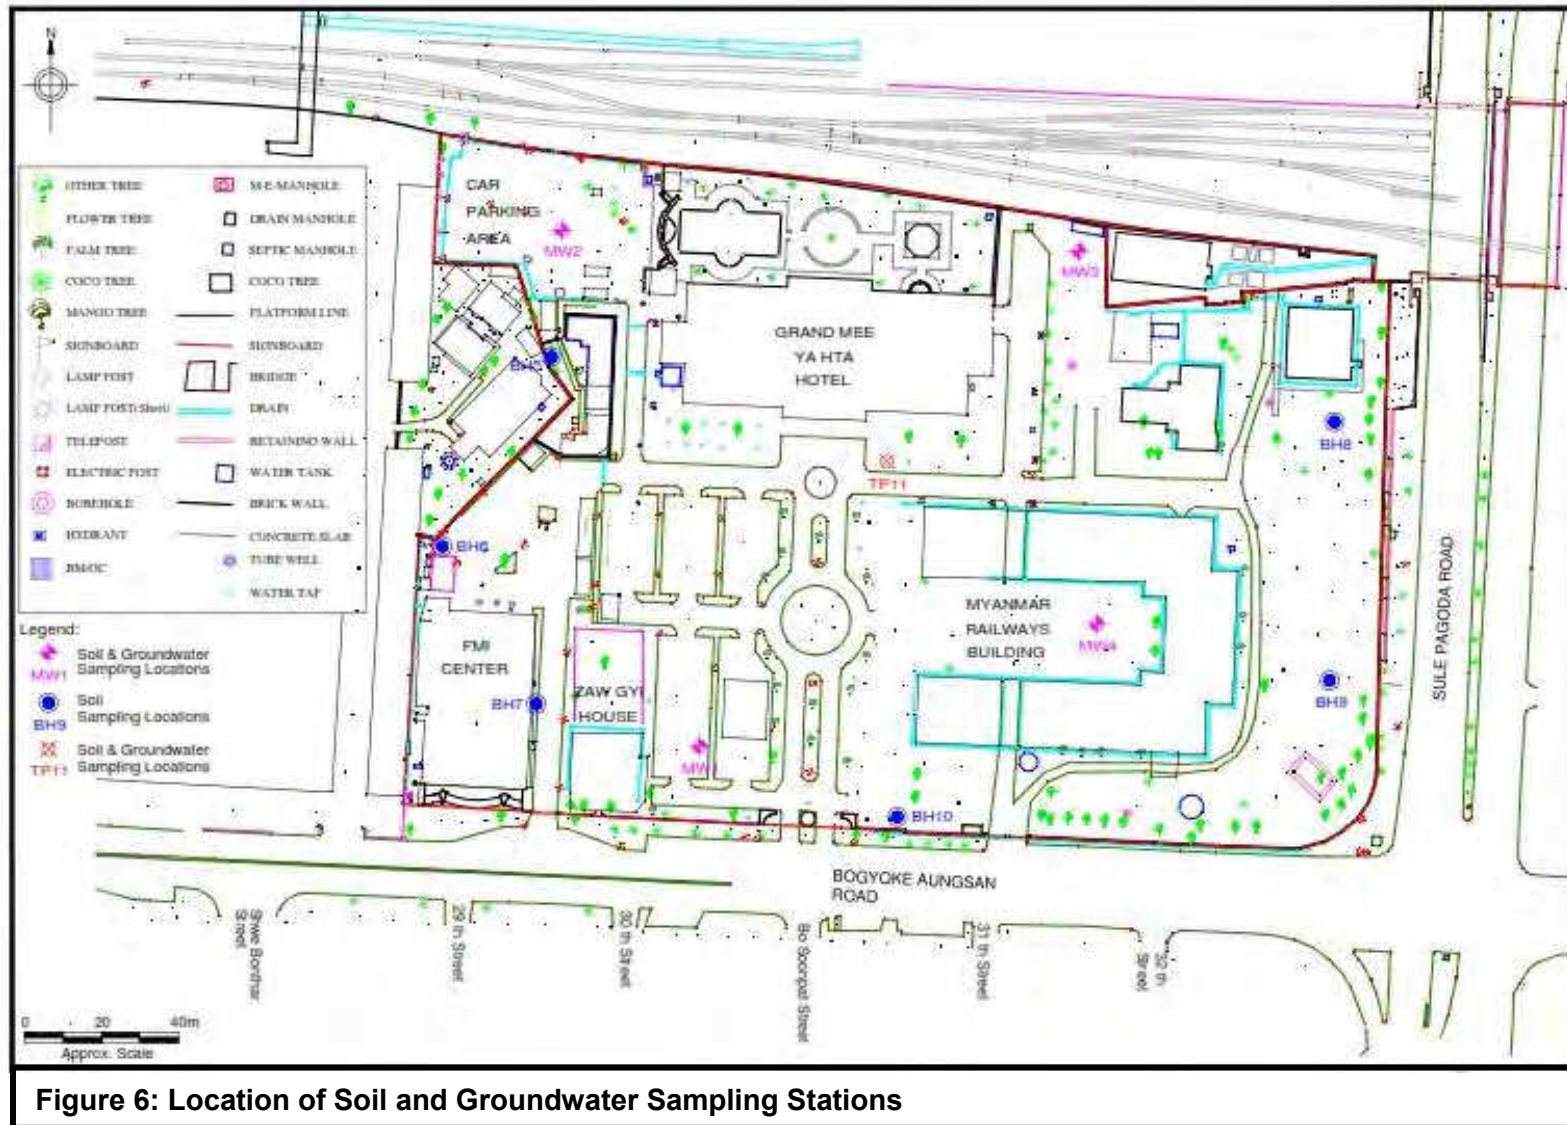 N
OTHER TREE
M-E-MANHOLE
FLOWER TREE
DRAIN MANHOLE
PALM TREE
SEPTIC MANHOLE
COCO TREE
COCO TREE
MANGO TREE
PLATFORM LINE
SIGNBOARD
SIGNBOARD
LAMP POST
BRIDGE
LAMP POST(Short)
DRAIN
TELEPOST
RETAINING WALL
ELECTRIC POST
WATER TANK
BOREHOLE
BRICK WALL
HYDRANT
CONCRETE SLAB
BM/OC
TUBE WELL
WATER TAP
Legend:
MW1
Soil & Groundwater
Sampling Locations
BH9
Soil
Sampling Locations
TP11
Soil & Groundwater
Sampling Locations
0 20 40m
Approx. Scale
CAR
PARKING
AREA
MW2
MW3
GRAND MEE
YA HTA
HOTEL
BH5
BH8
TP11
BH6
FMI
CENTER
BH7
ZAW GYI
HOUSE
MYANMAR
RAILWAYS
BUILDING
MW4
BH9
BH10
SULE PAGODA ROAD
BOGYOKE AUNGSAN
ROAD
Shwe Bonthar
Street
29 th Street
30 th Street
Bo Soonpat Street
31 th Street
32 th
Street
Figure 6: Location of Soil and Groundwater Sampling Stations